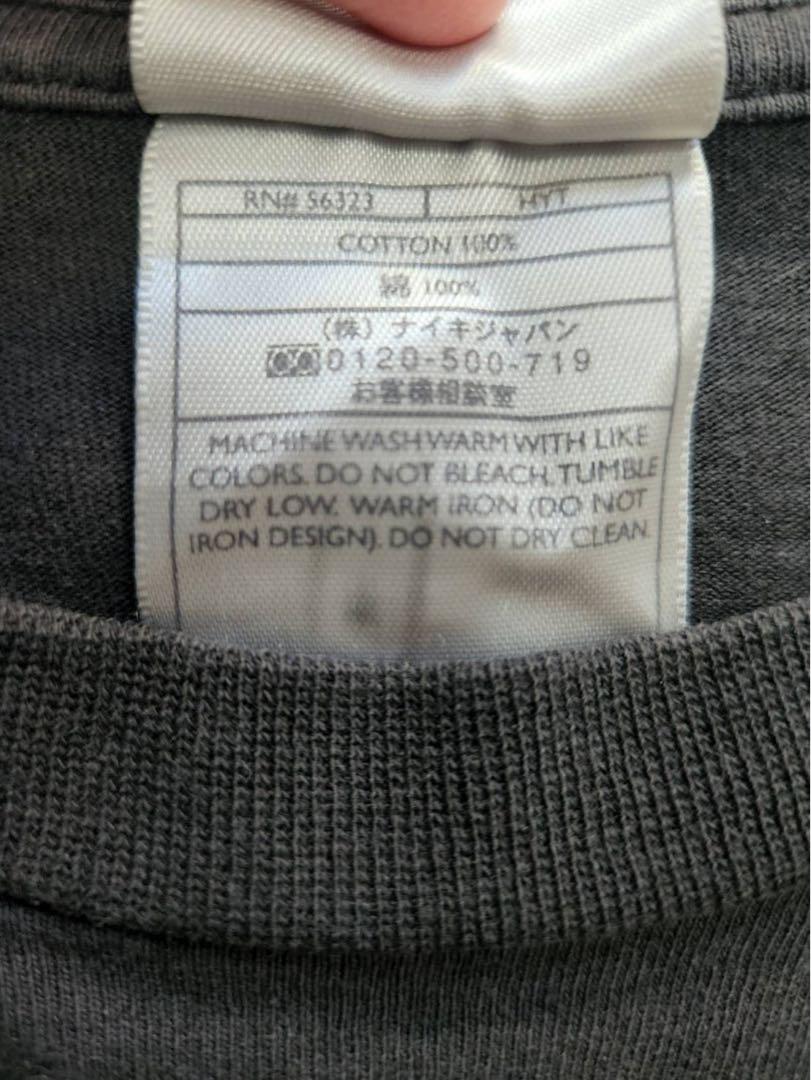 RN# 56323 HYT
COTTON 100%
綿 100%
(株) ナイキジャパン
0120-500-719
お客様相談室
MACHINE WASH WARM WITH LIKE
COLORS. DO NOT BLEACH. TUMBLE
DRY LOW. WARM IRON (DO NOT
IRON DESIGN). DO NOT DRY CLEAN.